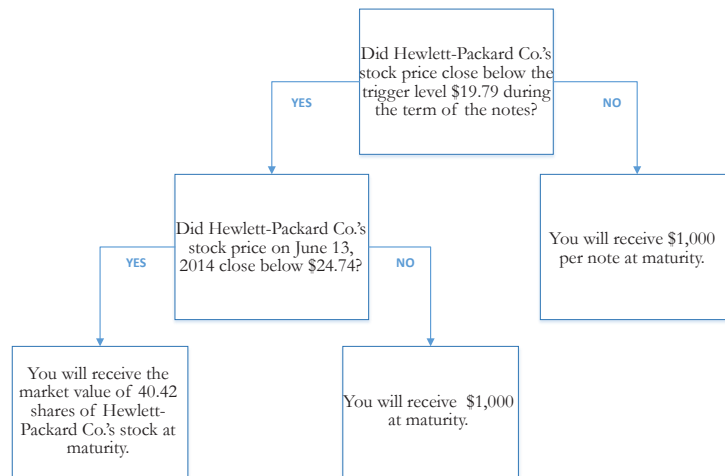 Did Hewlett-Packard Co.'s
stock price close below the
trigger level $19.79 during
the term of the notes?
YES
NO
Did Hewlett-Packard Co.'s
stock price on June 13,
2014 close below $24.74?
You will receive $1,000
per note at maturity.
YES
NO
You will receive the
market value of 40.42
shares of Hewlett-
Packard Co.'s stock at
maturity.
You will receive $1,000
at maturity.